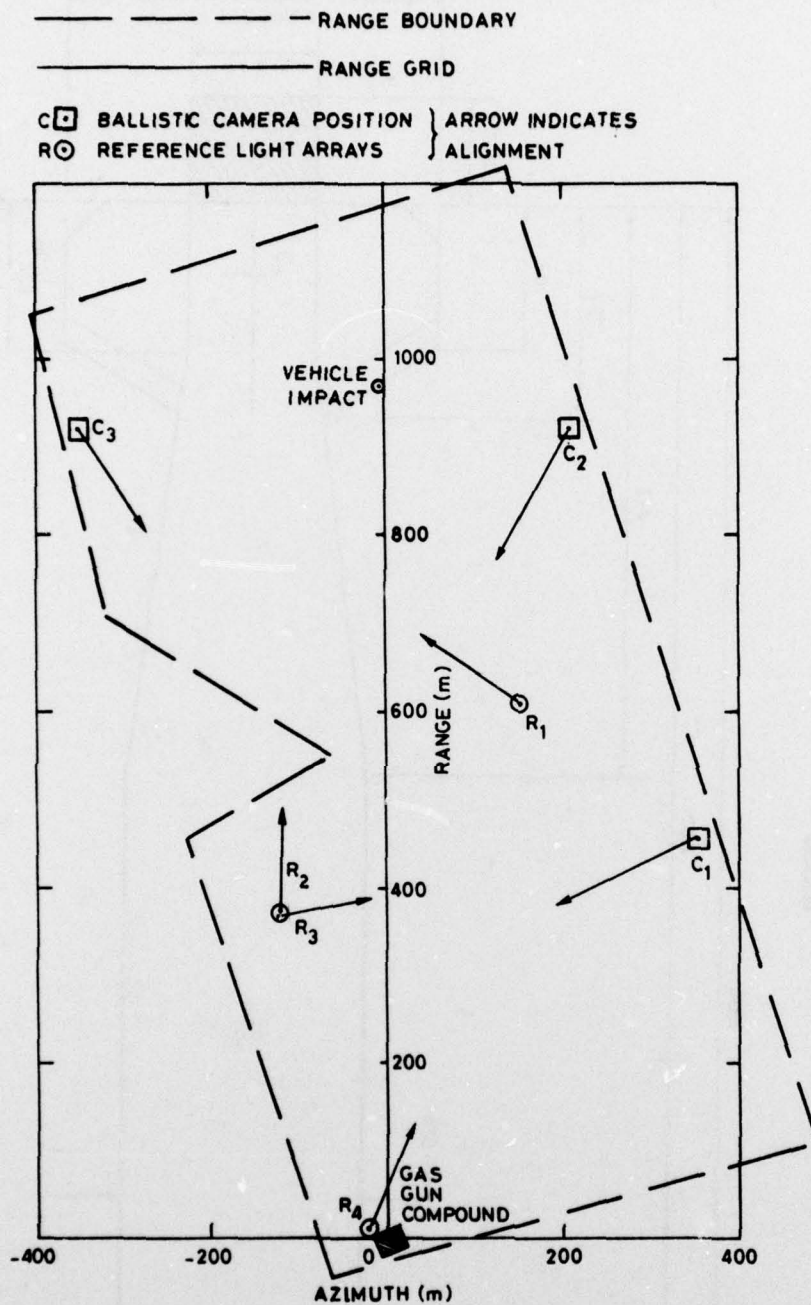 RANGE BOUNDARY
RANGE GRID
C BALLISTIC CAMERA POSITION } ARROW INDICATES
R REFERENCE LIGHT ARRAYS } ALIGNMENT
1000
VEHICLE
IMPACT
C3
C2
800
600
RANGE (m)
R1
C1
R2
400
R3
200
GAS
GUN
COMPOUND
R4
-400
-200
0
200
400
AZIMUTH (m)